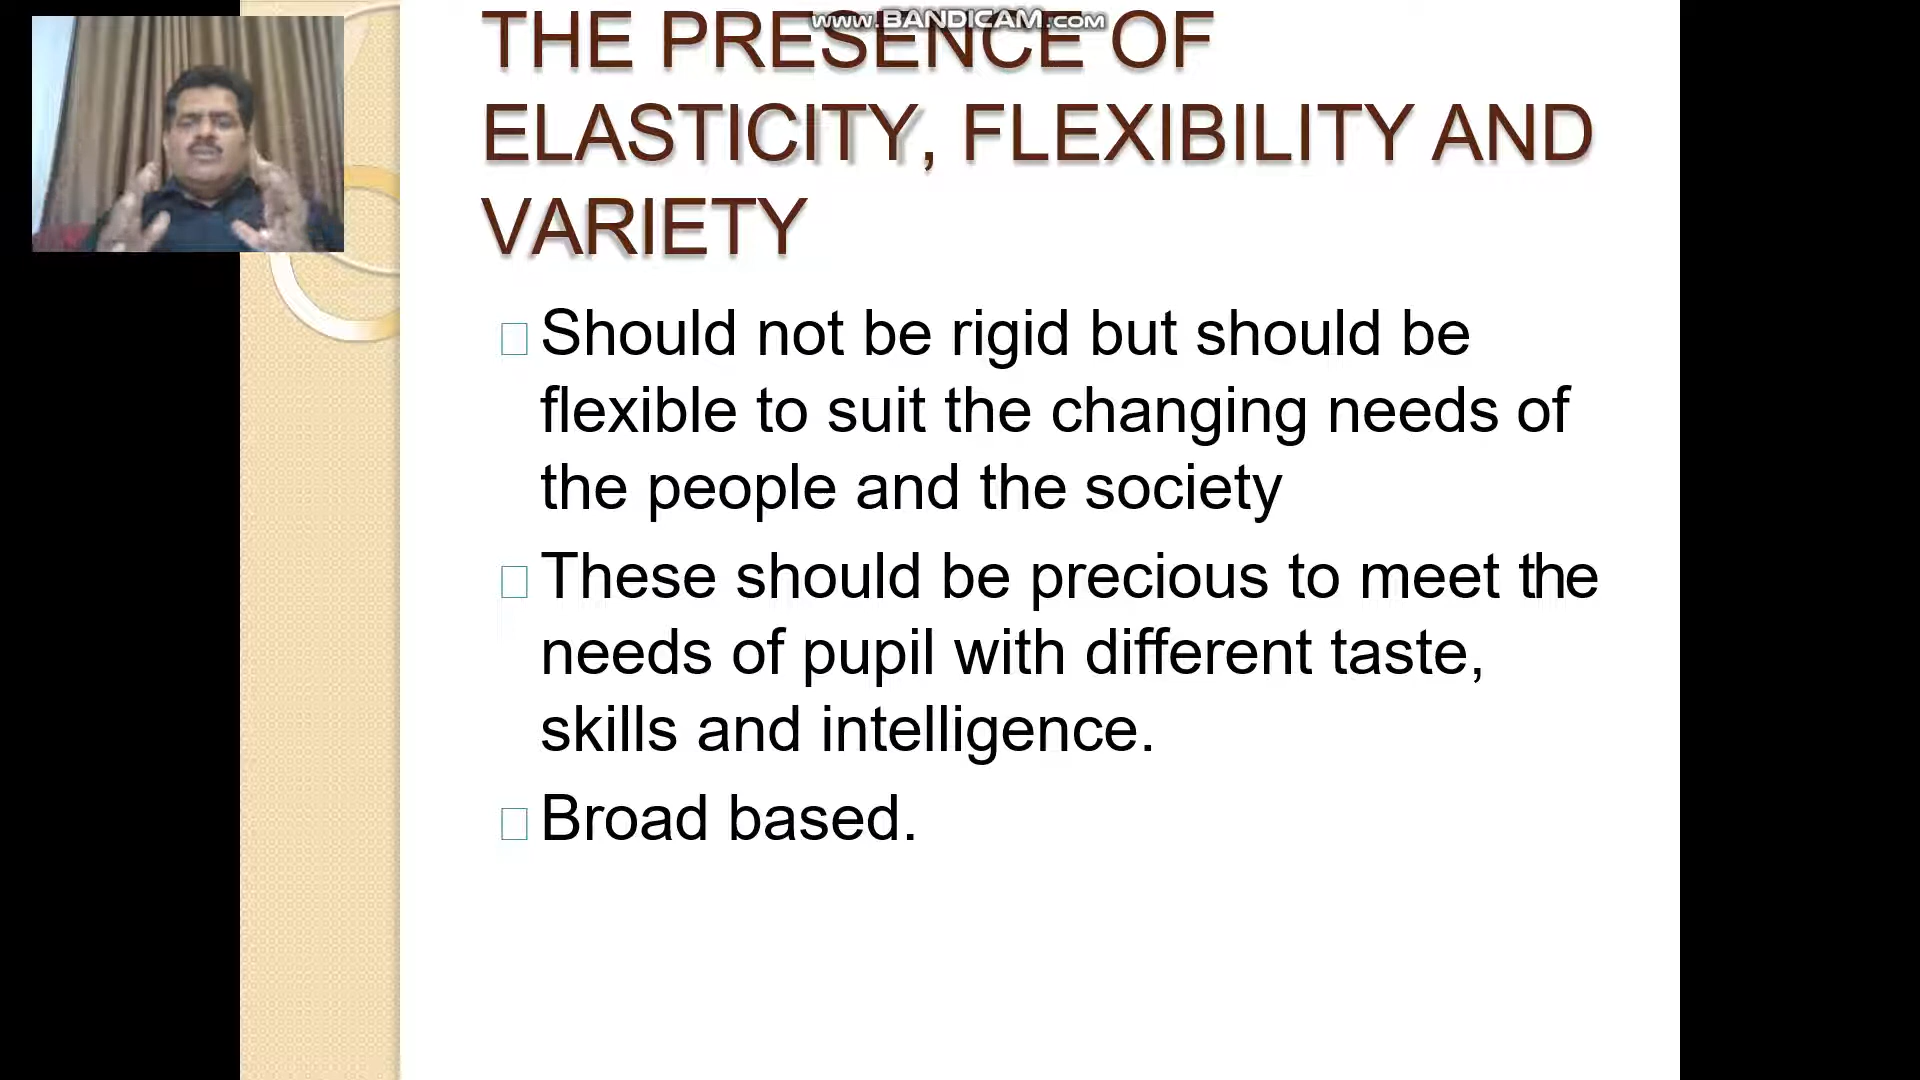 www.BANDICAM.com
THE PRESENCE OF
ELASTICITY, FLEXIBILITY AND
VARIETY
Should not be rigid but should be
flexible to suit the changing needs of
the people and the society
These should be precious to meet the
needs of pupil with different taste,
skills and intelligence.
Broad based.